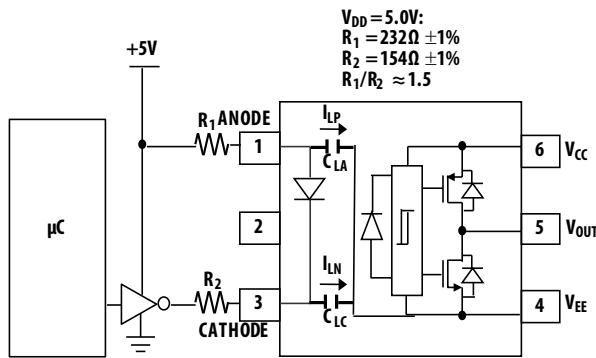 V_DD = 5.0V:
R_1 = 232Ω ±1%
R_2 = 154Ω ±1%
R_1/R_2 ≈ 1.5
+5V
R_1 ANODE
I_LP
1
C_LA
6
V_CC
µC
2
5
V_OUT
R_2
I_LN
3
C_LC
4
V_EE
CATHODE